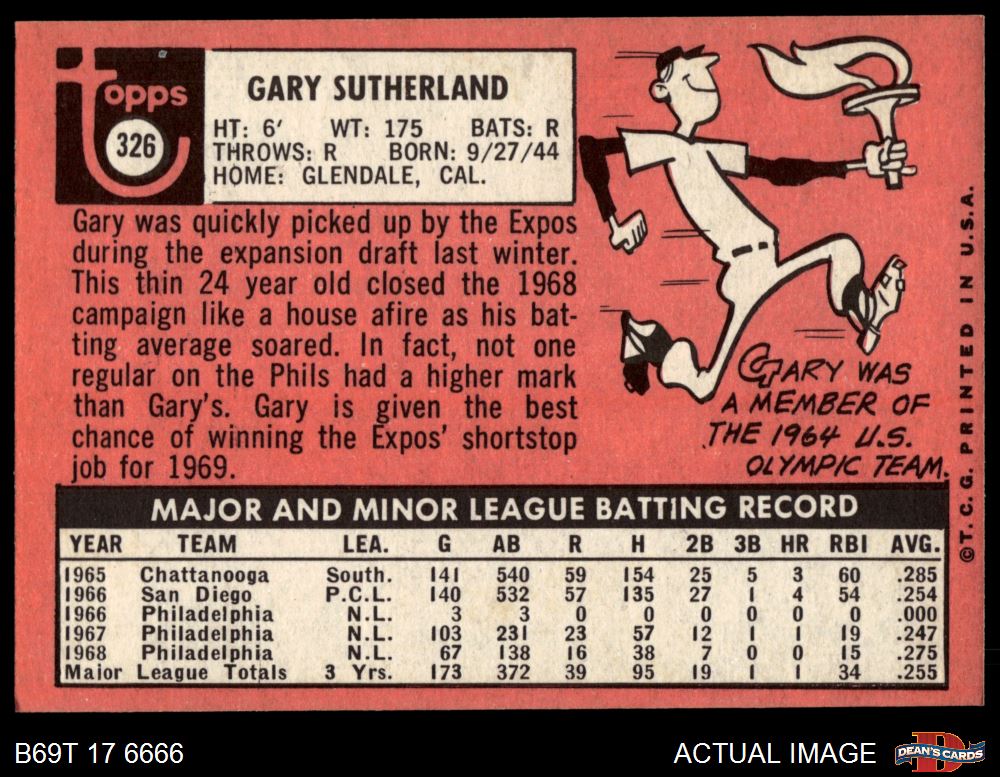 Topps
326
GARY SUTHERLAND
HT: 6' WT: 175 BATS: R
THROWS: R BORN: 9/27/44
HOME: GLENDALE, CAL.
Gary was quickly picked up by the Expos
during the expansion draft last winter.
This thin 24 year old closed the 1968
campaign like a house afire as his bat-
ting average soared. In fact, not one
regular on the Phils had a higher mark
than Gary's. Gary is given the best
chance of winning the Expos' shortstop
job for 1969.
GARY WAS
A MEMBER OF
THE 1964 U.S.
OLYMPIC TEAM.
©T. C. G. PRINTED IN U.S.A.
MAJOR AND MINOR LEAGUE BATTING RECORD
YEAR TEAM LEA. G AB R H 2B 3B HR RBI AVG.
1965 Chattanooga South. 141 540 59 154 25 5 3 60 .285
1966 San Diego P.C.L. 140 532 57 135 27 1 4 54 .254
1966 Philadelphia N.L. 3 3 0 0 0 0 0 0 .000
1967 Philadelphia N.L. 103 231 23 57 12 1 1 19 .247
1968 Philadelphia N.L. 67 138 16 38 7 0 0 15 .275
Major League Totals 3 Yrs. 173 372 39 95 19 1 1 34 .255
B69T 17 6666
ACTUAL IMAGE
DEAN'S CARDS